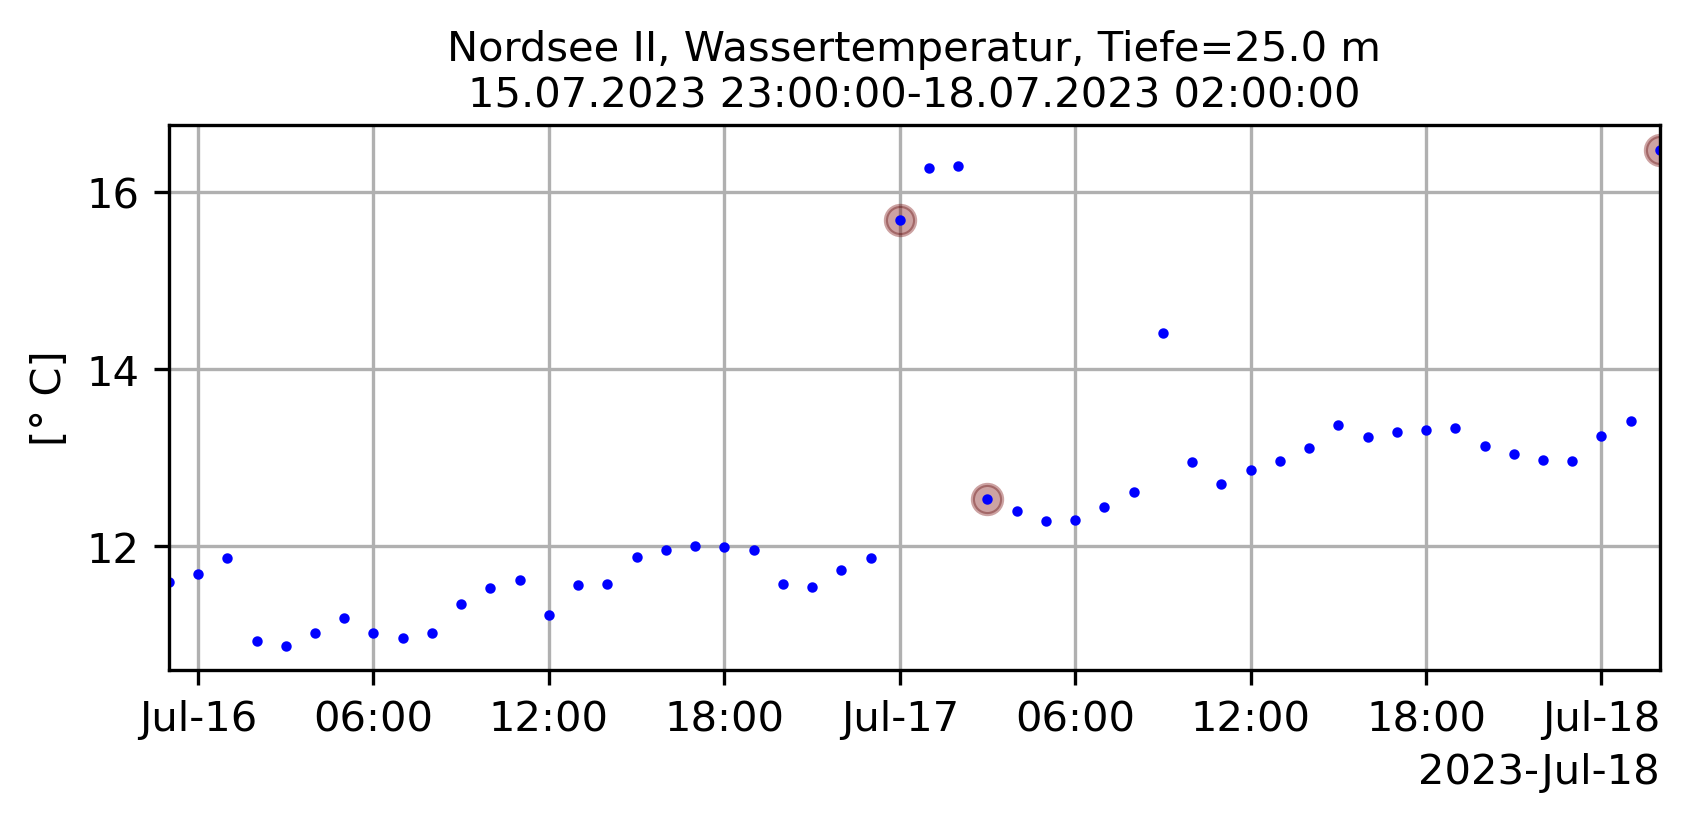 Nordsee II, Wassertemperatur, Tiefe=25.0 m
15.07.2023 23:00:00-18.07.2023 02:00:00
[° C]
16
14
12
Jul-16 06:00 12:00 18:00 Jul-17 06:00 12:00 18:00 Jul-18
2023-Jul-18